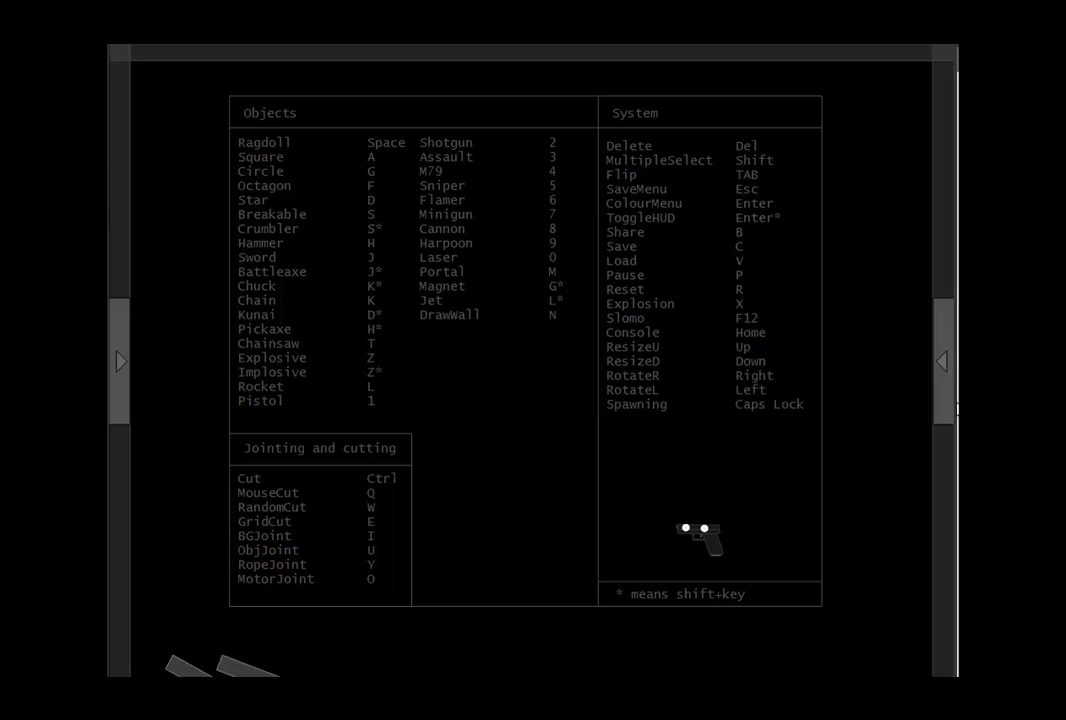 Objects
Ragdoll Space Shotgun 2
Square A Assault 3
Circle G M79 4
Octagon F Sniper 5
Star D Flamer 6
Breakable S Minigun 7
Crumbler S* Cannon 8
Hammer H Harpoon 9
Sword J Laser 0
Battleaxe J* Portal M
Chuck K* Magnet G*
Chain K Jet L*
Kunai D* DrawWall N
Pickaxe H*
Chainsaw T
Explosive Z
Implosive Z*
Rocket L
Pistol 1
Jointing and cutting
Cut Ctrl
MouseCut Q
RandomCut W
GridCut E
BGJoint I
ObjJoint U
RopeJoint Y
MotorJoint O
System
Delete Del
MultipleSelect Shift
Flip TAB
SaveMenu Esc
ColourMenu Enter
ToggleHUD Enter*
Share B
Save C
Load V
Pause P
Reset R
Explosion X
Slomo F12
Console Home
ResizeU Up
ResizeD Down
RotateR Right
RotateL Left
Spawning Caps Lock
* means shift+key